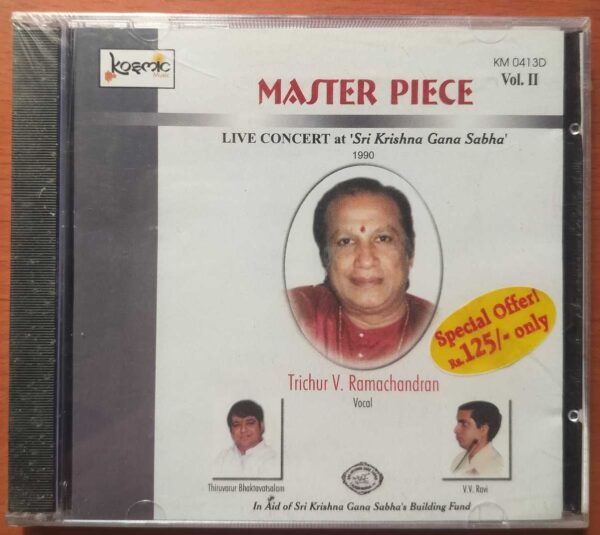 Kosmic
Music
KM 0413D
Vol. II
MASTER PIECE
LIVE CONCERT at 'Sri Krishna Gana Sabha'
1990
Special Offer!
Rs. 125/- only
Trichur V. Ramachandran
Vocal
Thiruvarur Bhaktavatsalam
V.V. Ravi
In Aid of Sri Krishna Gana Sabha's Building Fund